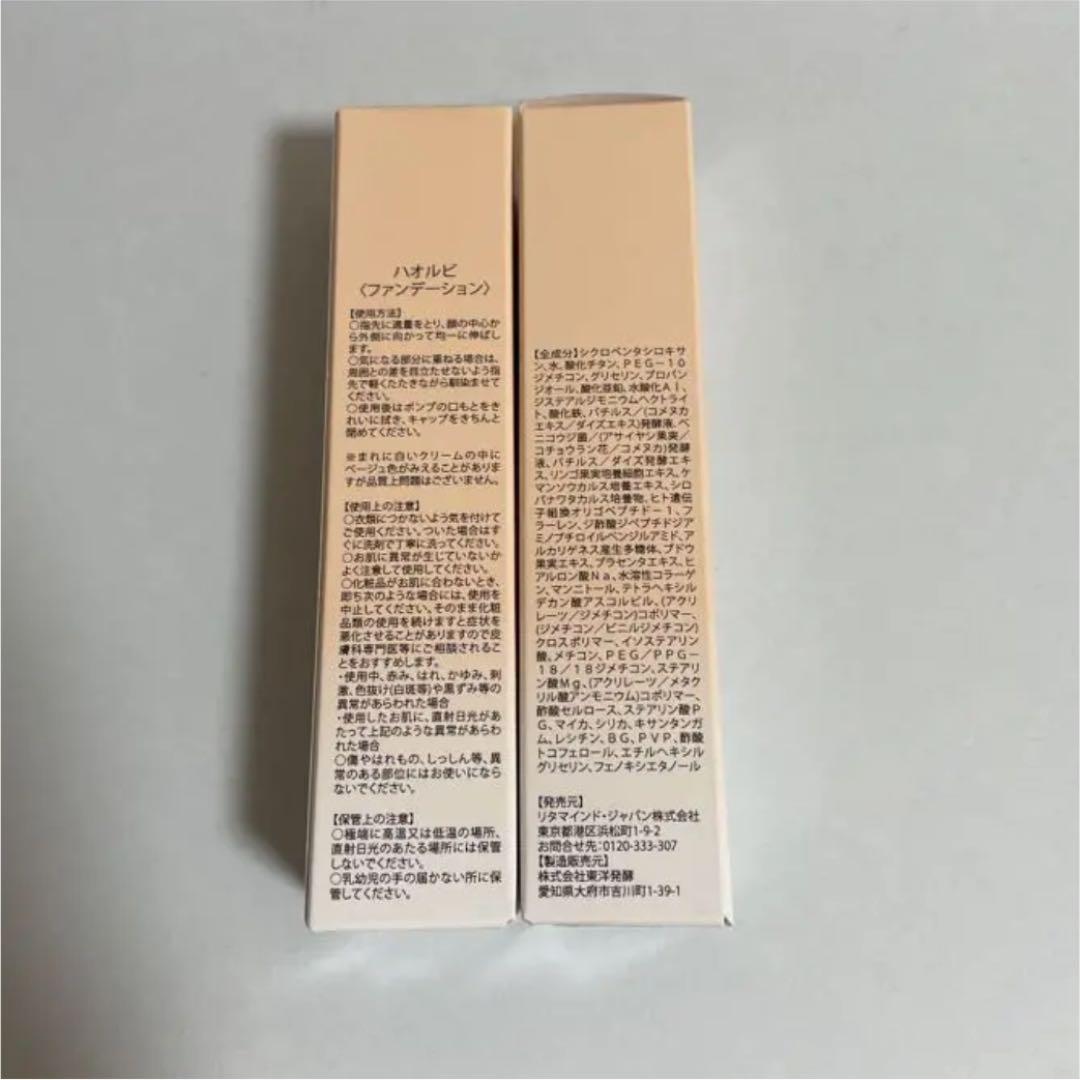 ハオルビ
〈ファンデーション〉
【使用方法】
○指先に適量をとり、顔の中心か
ら外側に向かって均一に伸ばし
ます。
○気になる部分に重ねる場合は、
周囲との差を目立たせないよう指
先で軽くたたきながら馴染ませて
ください。
○使用後はポンプの口もとをき
れいに拭き、キャップをきちんと
閉めてください。
※まれに白いクリームの中に
ベージュ色がみえることがありま
すが品質上問題はございません。
【使用上の注意】
○衣類につかないよう気を付けて
ご使用ください。ついた場合はす
ぐに洗剤で丁寧に洗ってください。
○お肌に異常が生じていないか
よく注意して使用してください。
○化粧品がお肌に合わないとき、
即ち次のような場合には、使用を
中止してください。そのまま化粧
品類の使用を続けますと症状を
悪化させることがありますので皮
膚科専門医等にご相談されるこ
とをおすすめします。
・使用中、赤み、はれ、かゆみ、刺
激、色抜け(白斑等)や黒ずみ等の
異常があらわれた場合
・使用したお肌に、直射日光があ
たって上記のような異常があらわ
れた場合
○傷やはれもの、しっしん等、異
常のある部位にはお使いになら
ないでください。
【保管上の注意】
○極端に高温又は低温の場所、
直射日光のあたる場所には保管
しないでください。
○乳幼児の手の届かない所に保
管してください。
【全成分】シクロペンタシロキサ
ン、水、酸化チタン、ＰＥＧ－１０
ジメチコン、グリセリン、プロパン
ジオール、酸化亜鉛、水酸化Ａｌ、
ジステアルジモニウムヘクトライ
ト、酸化鉄、バチルス／(コメヌカ
エキス／ダイズエキス)発酵液、ベ
ニコウジ菌／(アサイヤシ果実／
コチョウラン花／コメヌカ)発酵
液、バチルス／ダイズ発酵エキ
ス、リンゴ果実培養細胞エキス、ケ
マンソウカルス培養エキス、シロ
バナワタカルス培養物、ヒト遺伝
子組換オリゴペプチド－１、フ
ラーレン、ジ酢酸ジペプチドジア
ミノブチロイルベンジルアミド、ア
ルカリゲネス産生多糖体、ブドウ
果実エキス、プラセンタエキス、ヒ
アルロン酸Ｎａ、水溶性コラーゲ
ン、マンニトール、テトラヘキシル
デカン酸アスコルビル、(アクリ
レーツ／ジメチコン)コポリマー、
(ジメチコン／ビニルジメチコン)
クロスポリマー、イソステアリン
酸、メチコン、ＰＥＧ／ＰＰＧ－
１８／１８ジメチコン、ステアリ
ン酸Ｍｇ、(アクリレーツ／メタク
リル酸アンモニウム)コポリマー、
酢酸セルロース、ステアリン酸Ｐ
Ｇ、マイカ、シリカ、キサンタンガ
ム、レシチン、ＢＧ、ＰＶＰ、酢酸
トコフェロール、エチルヘキシル
グリセリン、フェノキシエタノール
【発売元】
リタマインド・ジャパン株式会社
東京都港区浜松町1-9-2
お問合せ先：0120-333-307
【製造販売元】
株式会社東洋発酵
愛知県大府市吉川町1-39-1